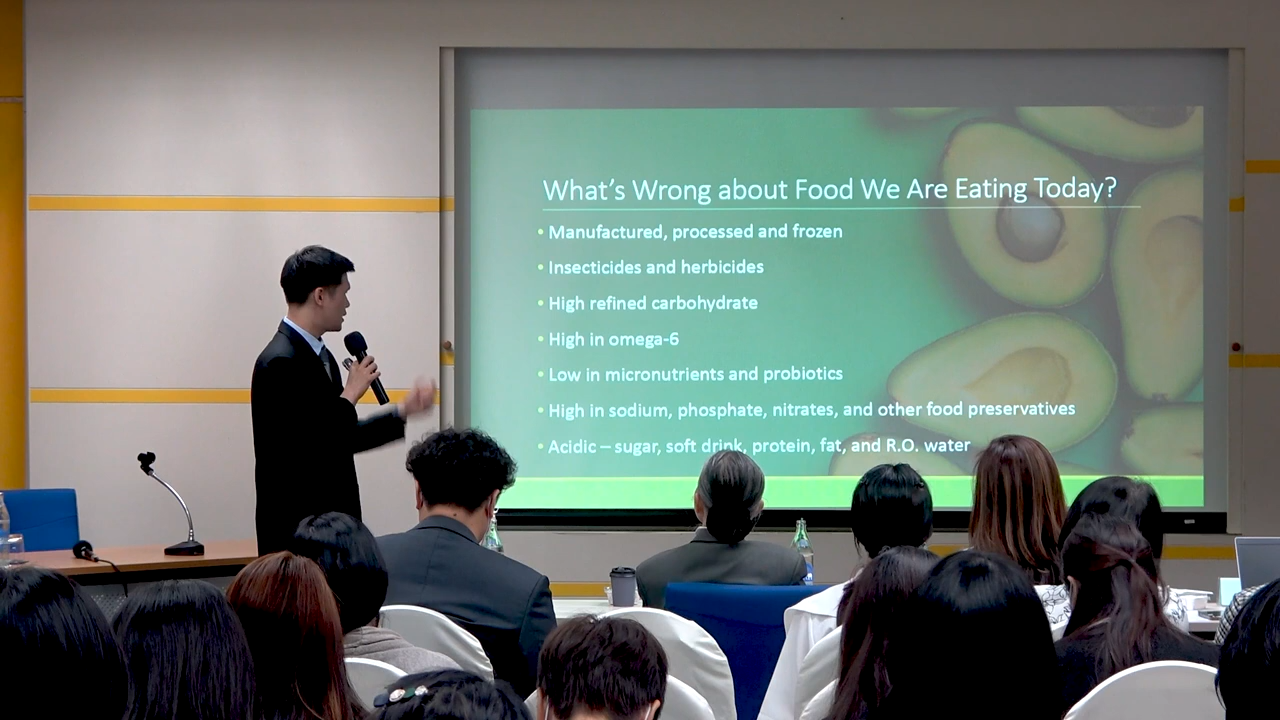 What's Wrong about Food We Are Eating Today?
• Manufactured, processed and frozen
• Insecticides and herbicides
• High refined carbohydrate
• High in omega-6
• Low in micronutrients and probiotics
• High in sodium, phosphate, nitrates, and other food preservatives
• Acidic – sugar, soft drink, protein, fat, and R.O. water